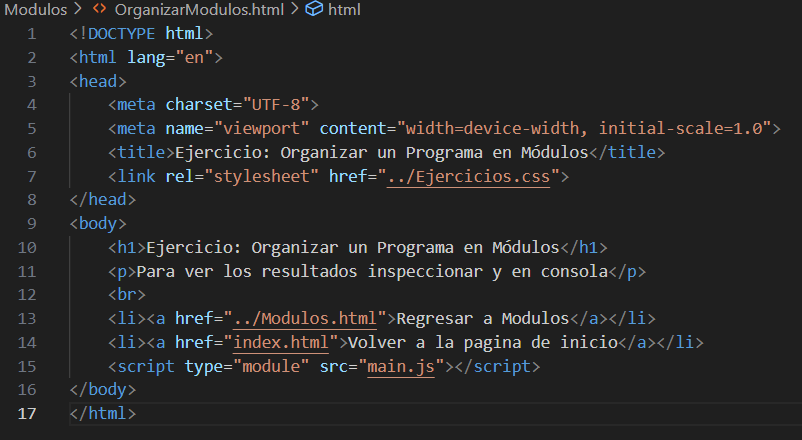 Modulos > <> OrganizarModulos.html > html
1 <!DOCTYPE html>
2 <html lang="en">
3 <head>
4     <meta charset="UTF-8">
5     <meta name="viewport" content="width=device-width, initial-scale=1.0">
6     <title>Ejercicio: Organizar un Programa en Módulos</title>
7     <link rel="stylesheet" href="../Ejercicios.css">
8 </head>
9 <body>
10     <h1>Ejercicio: Organizar un Programa en Módulos</h1>
11     <p>Para ver los resultados inspeccionar y en consola</p>
12     <br>
13     <li><a href="../Modulos.html">Regresar a Modulos</a></li>
14     <li><a href="index.html">Volver a la pagina de inicio</a></li>
15     <script type="module" src="main.js"></script>
16 </body>
17 </html>